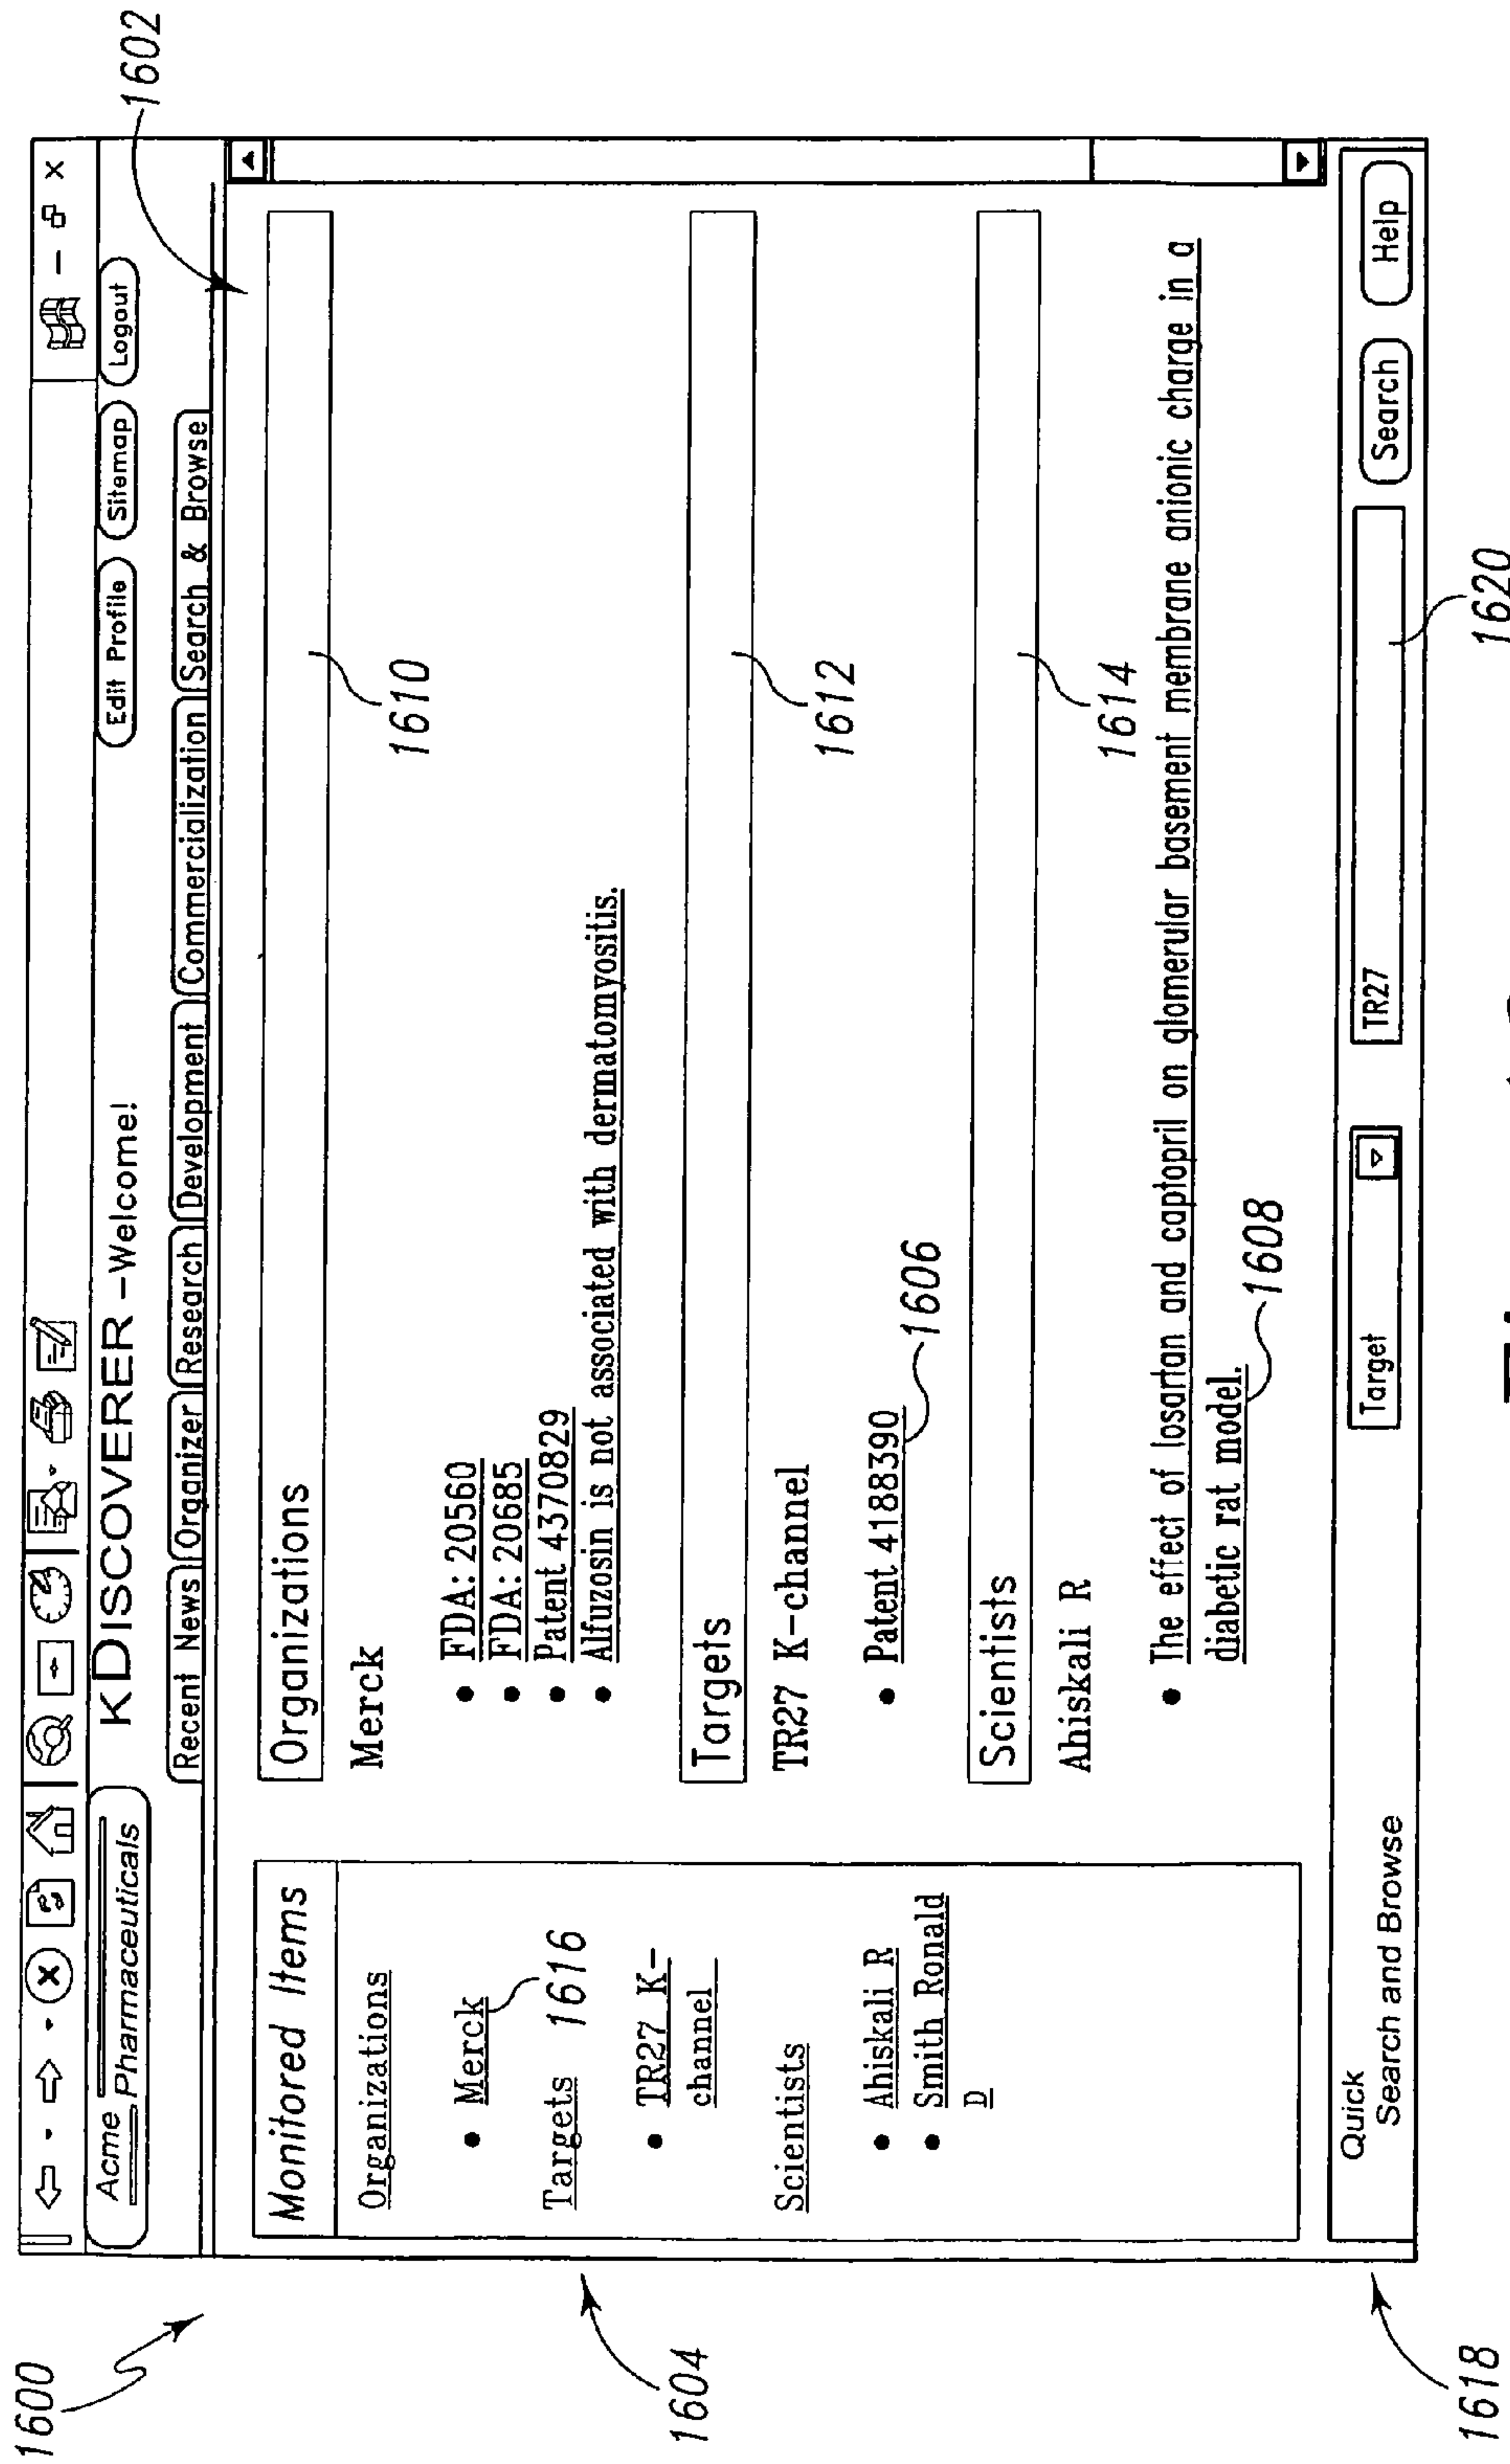 1600
1602
Acme
Pharmaceuticals
KDISCOVERER –Welcome!
Edit Profile
Sitemap
Logout
Recent News
Organizer
Research
Development
Commercialization
Search & Browse
1604
Monitored Items
Organizations
• Merck
1616
Targets
• TR27 K–
channel
Scientists
• Ahiskali R
• Smith Ronald
D
Organizations
1610
Merck
• FDA: 20560
• FDA: 20685
• Patent 4370829
• Alfuzosin is not associated with dermatomyositis.
Targets
1612
TR27 K–channel
• Patent 4188390
1606
Scientists
1614
Ahiskali R
• The effect of losartan and captopril on glomerular basement membrane anionic charge in a
diabetic rat model.
1608
1618
Quick
Search and Browse
Target
TR27
Search
Help
1620